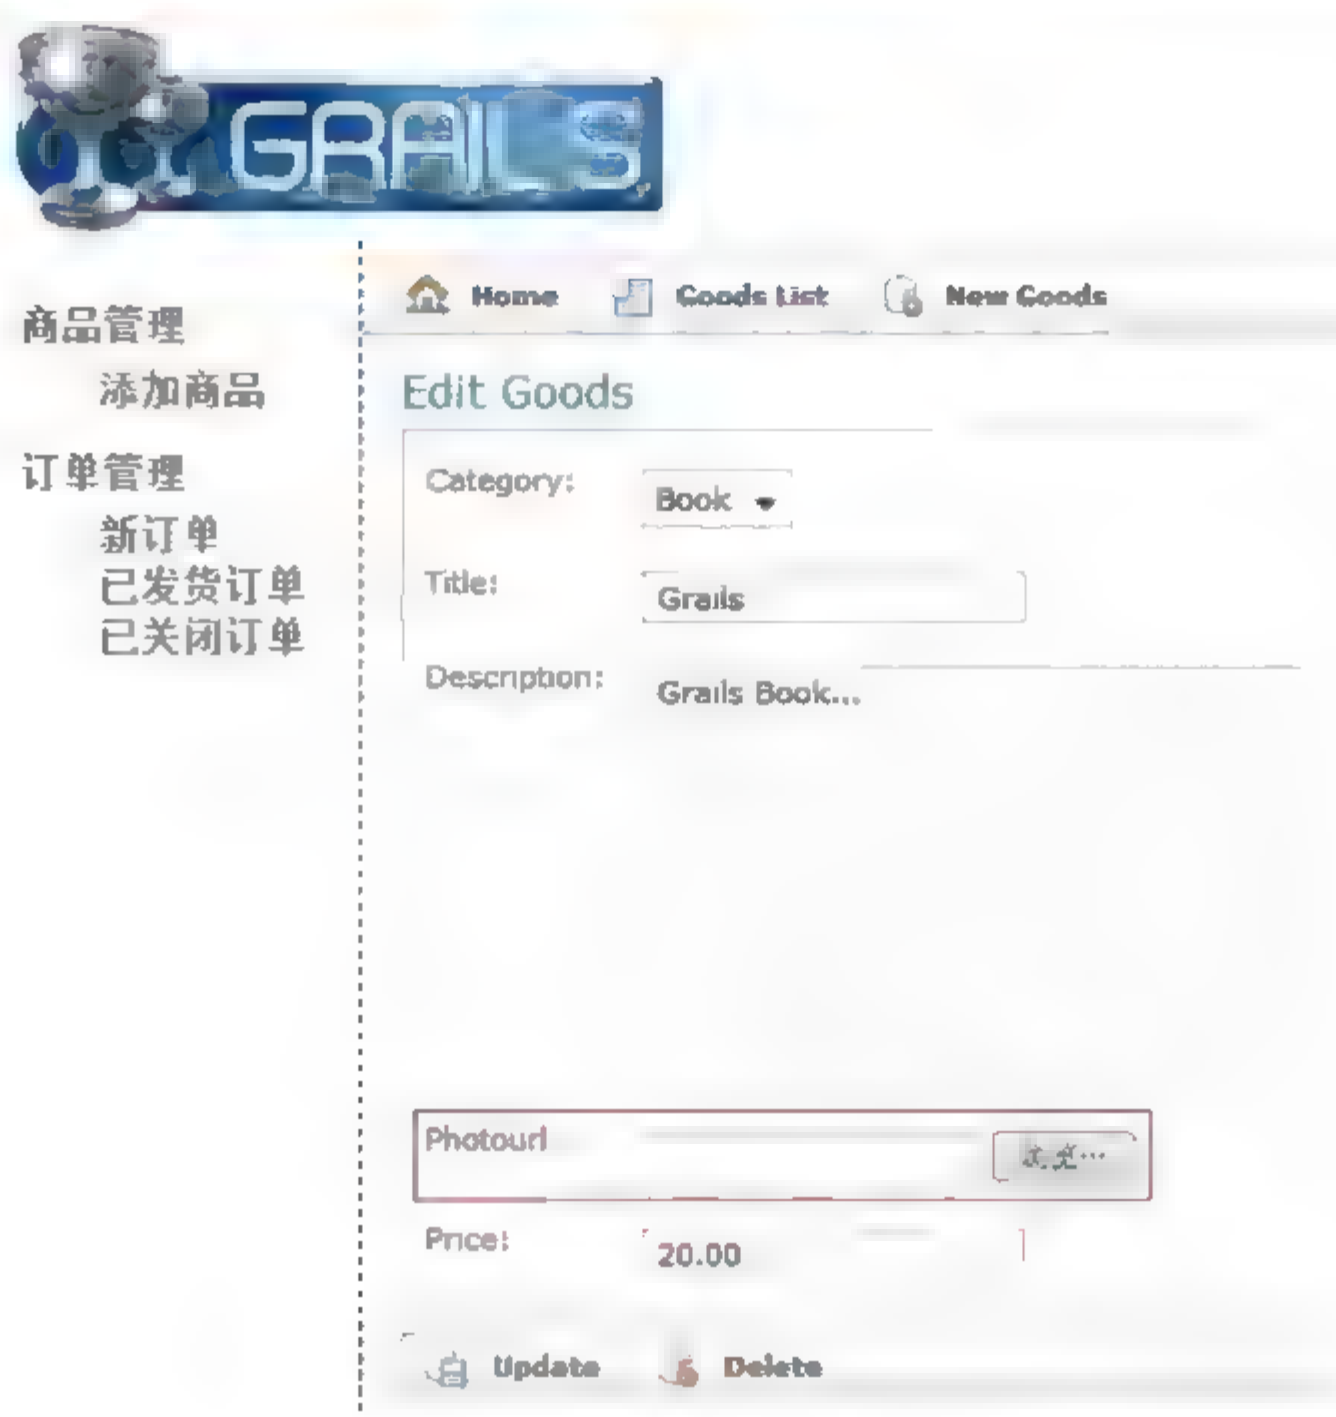 GRAILS
Home Goods List New Goods
商品管理
添加商品
订单管理
新订单
已发货订单
已关闭订单
Edit Goods
Category: Book
Title: Grails
Description: Grails Book...
Photourl
Price: 20.00
Update Delete